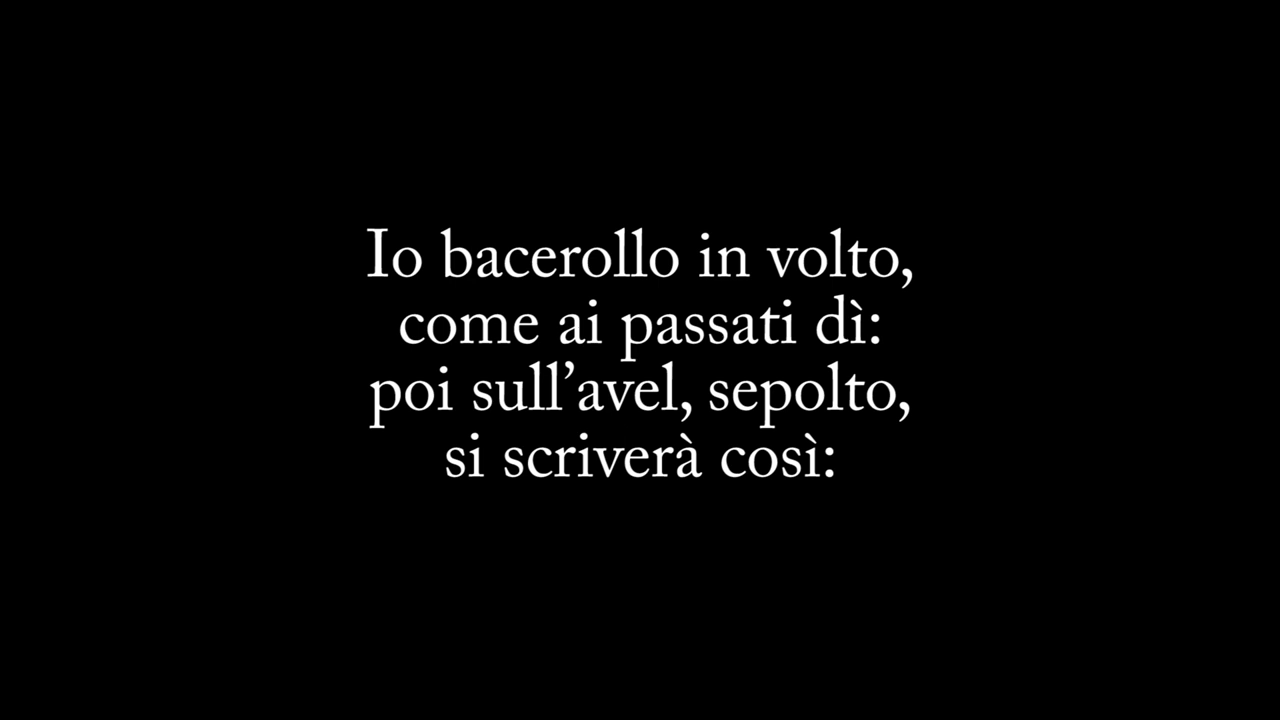 Io bacerollo in volto,
come ai passati dì:
poi sull’avel, sepolto,
si scriverà così: